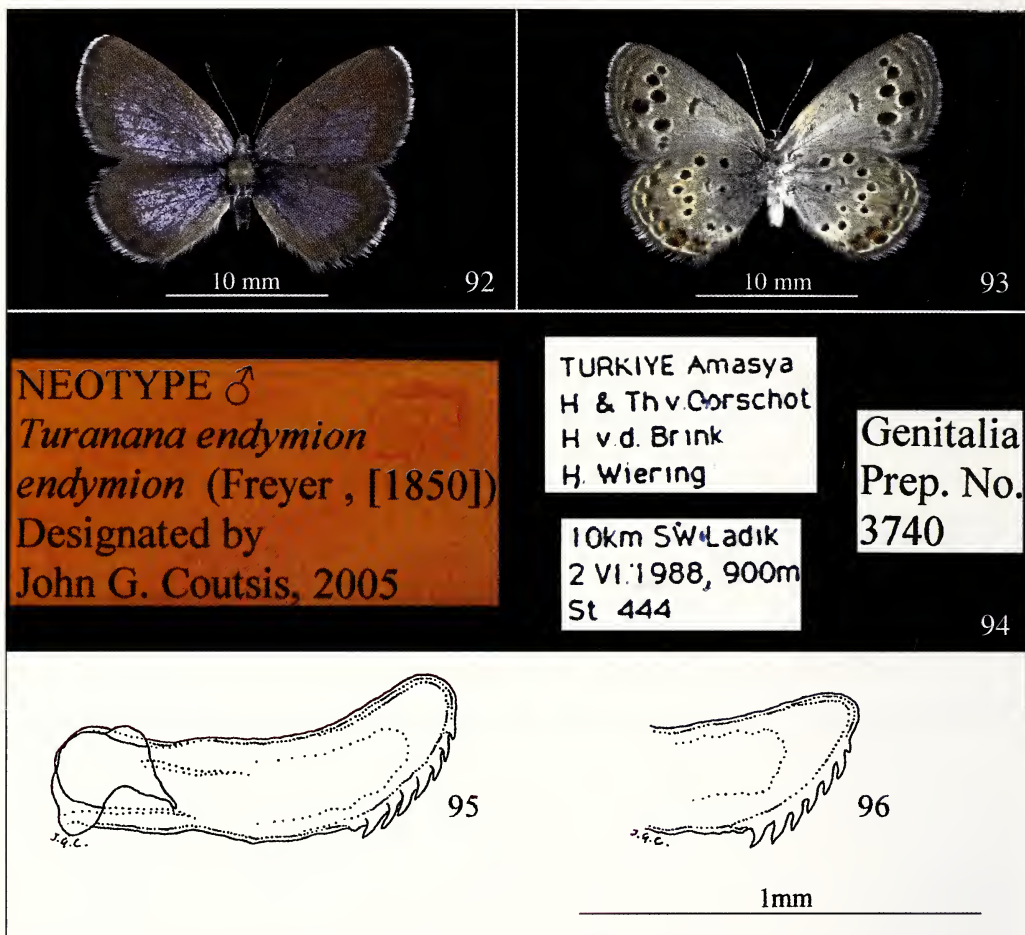 10 mm
92
10 mm
93
NEOTYPE ♂
Turanana endymion
endymion (Freyer , [1850])
Designated by
John G. Coutsis, 2005
TURKIYE Amasya
H & Th v. Oorschot
H v.d. Brink
H. Wiering
10km SW Ladik
2 VI. 1988, 900m
St 444
Genitalia
Prep. No.
3740
94
95
J.G.C.
96
J.G.C.
1mm